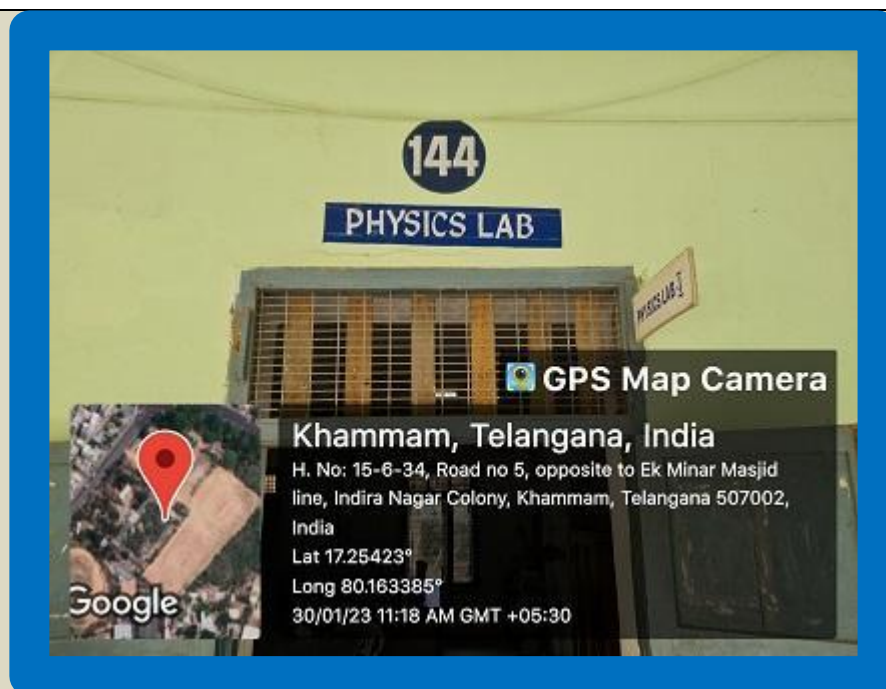 144
PHYSICS LAB
PHYSICS LAB-I
GPS Map Camera
Khammam, Telangana, India
H. No: 15-6-34, Road no 5, opposite to Ek Minar Masjid
line, Indira Nagar Colony, Khammam, Telangana 507002,
India
Lat 17.25423°
Long 80.163385°
30/01/23 11:18 AM GMT +05:30
Google